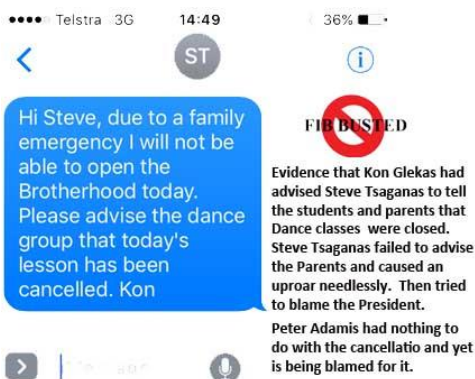 Telstra 3G 14:49 36%
ST
Hi Steve, due to a family
emergency I will not be
able to open the
Brotherhood today.
Please advise the dance
group that today's
lesson has been
cancelled. Kon
FIB BUSTED
Evidence that Kon Glekas had
advised Steve Tsaganas to tell
the students and parents that
Dance classes were closed.
Steve Tsaganas failed to advise
the Parents and caused an
uproar needlessly. Then tried
to blame the President.
Peter Adamis had nothing to
do with the cancellatio and yet
is being blamed for it.